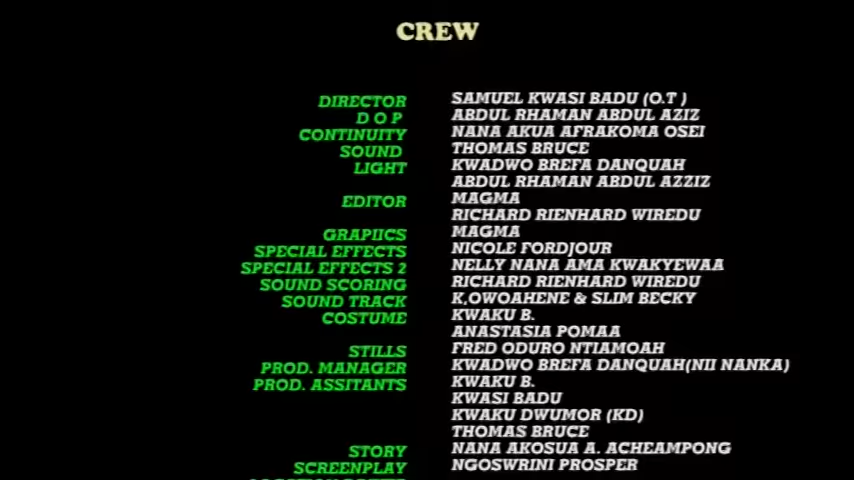 CREW
DIRECTOR SAMUEL KWASI BADU (O.T )
D O P ABDUL RHAMAN ABDUL AZIZ
CONTINUITY NANA AKUA AFRAKOMA OSEI
SOUND THOMAS BRUCE
LIGHT KWADWO BREFA DANQUAH
ABDUL RHAMAN ABDUL AZZIZ
EDITOR MAGMA
RICHARD RIENHARD WIREDU
GRAPIICS MAGMA
SPECIAL EFFECTS NICOLE FORDJOUR
SPECIAL EFFECTS 2 NELLY NANA AMA KWAKYEWAA
SOUND SCORING RICHARD RIENHARD WIREDU
SOUND TRACK K,OWOAHENE & SLIM BECKY
COSTUME KWAKU B.
ANASTASIA POMAA
STILLS FRED ODURO NTIAMOAH
PROD. MANAGER KWADWO BREFA DANQUAH(NII NANKA)
PROD. ASSITANTS KWAKU B.
KWASI BADU
KWAKU DWUMOR (KD)
THOMAS BRUCE
STORY NANA AKOSUA A. ACHEAMPONG
SCREENPLAY NGOSWRINI PROSPER